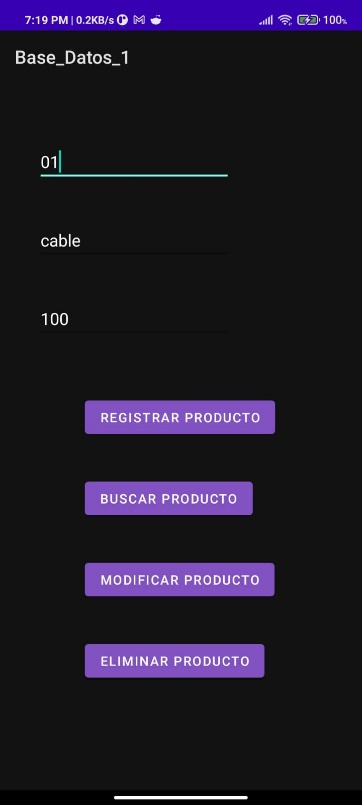 7:19 PM | 0.2KB/s 100%
Base_Datos_1
01
cable
100
REGISTRAR PRODUCTO
BUSCAR PRODUCTO
MODIFICAR PRODUCTO
ELIMINAR PRODUCTO